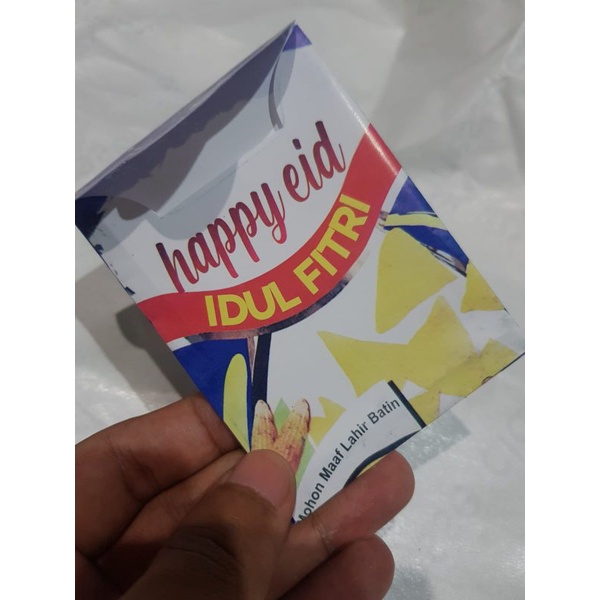 happy eid
IDUL FITRI
Mohon Maaf Lahir Batin